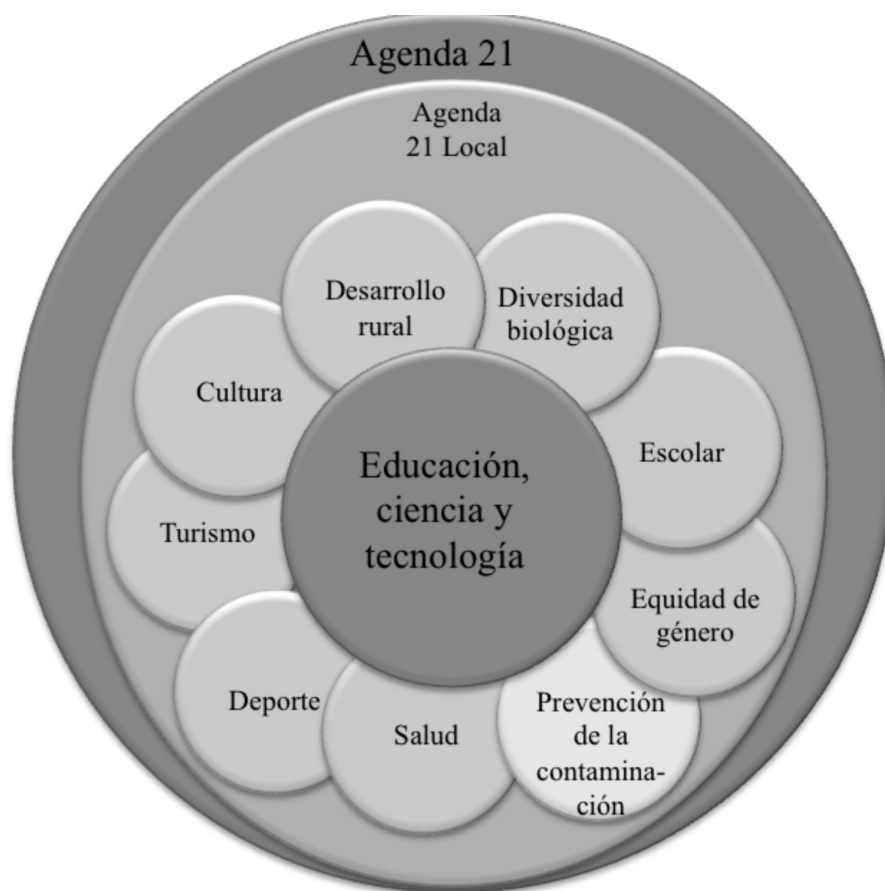 Agenda 21
Agenda
21 Local
Desarrollo
rural
Diversidad
biológica
Cultura
Escolar
Educación,
ciencia y
tecnología
Turismo
Equidad de
género
Deporte
Salud
Prevención
de la
contamina-
ción